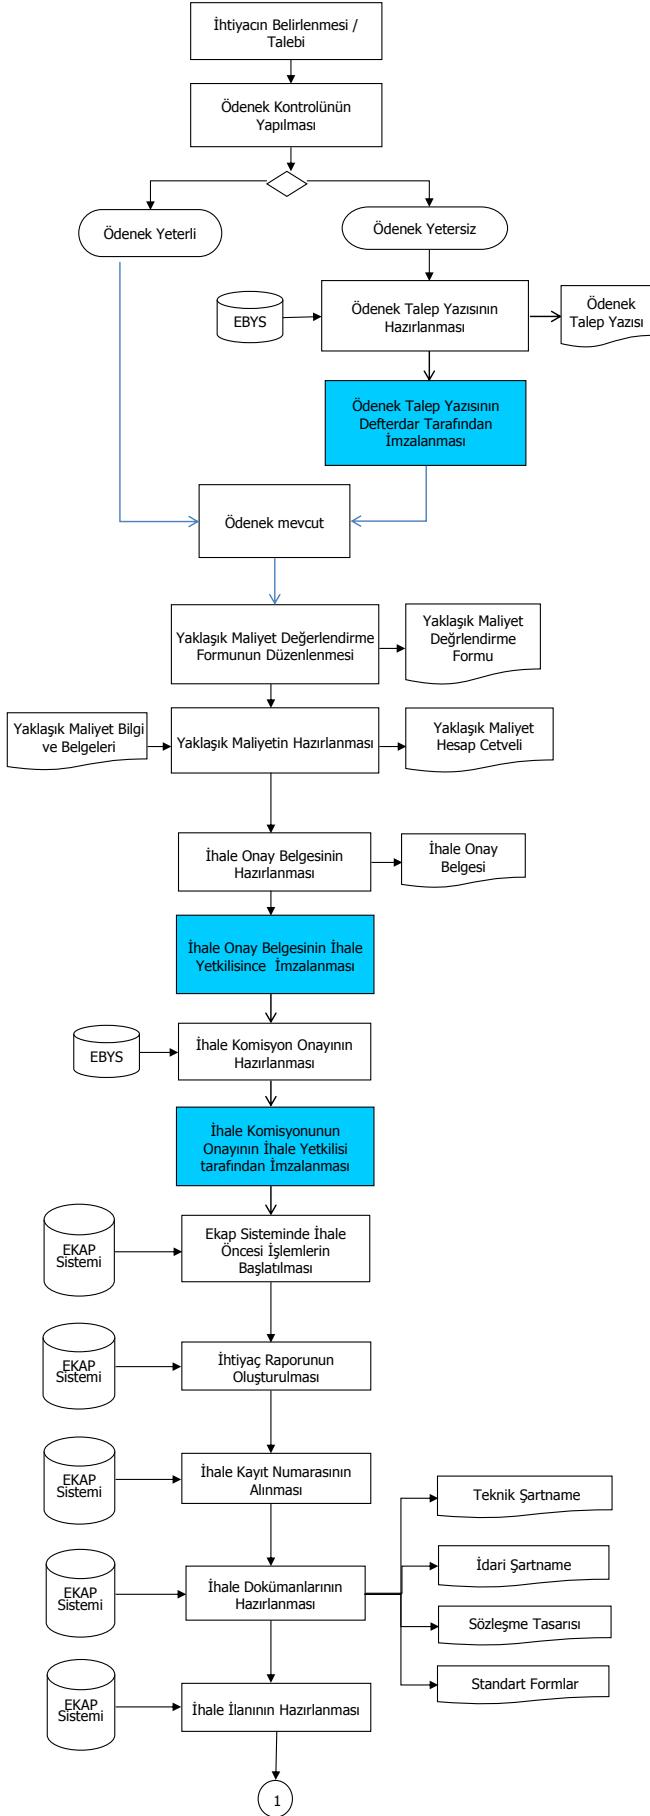 İhtiyacın Belirlenmesi /
Talebi
Ödenek Kontrolünün
Yapılması
Ödenek Yeterli
Ödenek Yetersiz
EBYS
Ödenek Talep Yazısının
Hazırlanması
Ödenek
Talep Yazısı
Ödenek Talep Yazısının
Defterdar Tarafından
İmzalanması
Ödenek mevcut
Yaklaşık Maliyet Değerlendirme
Formunun Düzenlenmesi
Yaklaşık Maliyet
Değrlendirme
Formu
Yaklaşık Maliyet Bilgi
ve Belgeleri
Yaklaşık Maliyetin Hazırlanması
Yaklaşık Maliyet
Hesap Cetveli
İhale Onay Belgesinin
Hazırlanması
İhale Onay
Belgesi
İhale Onay Belgesinin İhale
Yetkilisince İmzalanması
EBYS
İhale Komisyon Onayının
Hazırlanması
İhale Komisyonunun
Onayının İhale Yetkilisi
tarafından İmzalanması
EKAP
Sistemi
Ekap Sisteminde İhale
Öncesi İşlemlerin
Başlatılması
EKAP
Sistemi
İhtiyaç Raporunun
Oluşturulması
EKAP
Sistemi
İhale Kayıt Numarasının
Alınması
Teknik Şartname
İdari Şartname
EKAP
Sistemi
İhale Dokümanlarının
Hazırlanması
Sözleşme Tasarısı
Standart Formlar
EKAP
Sistemi
İhale İlanının Hazırlanması
1